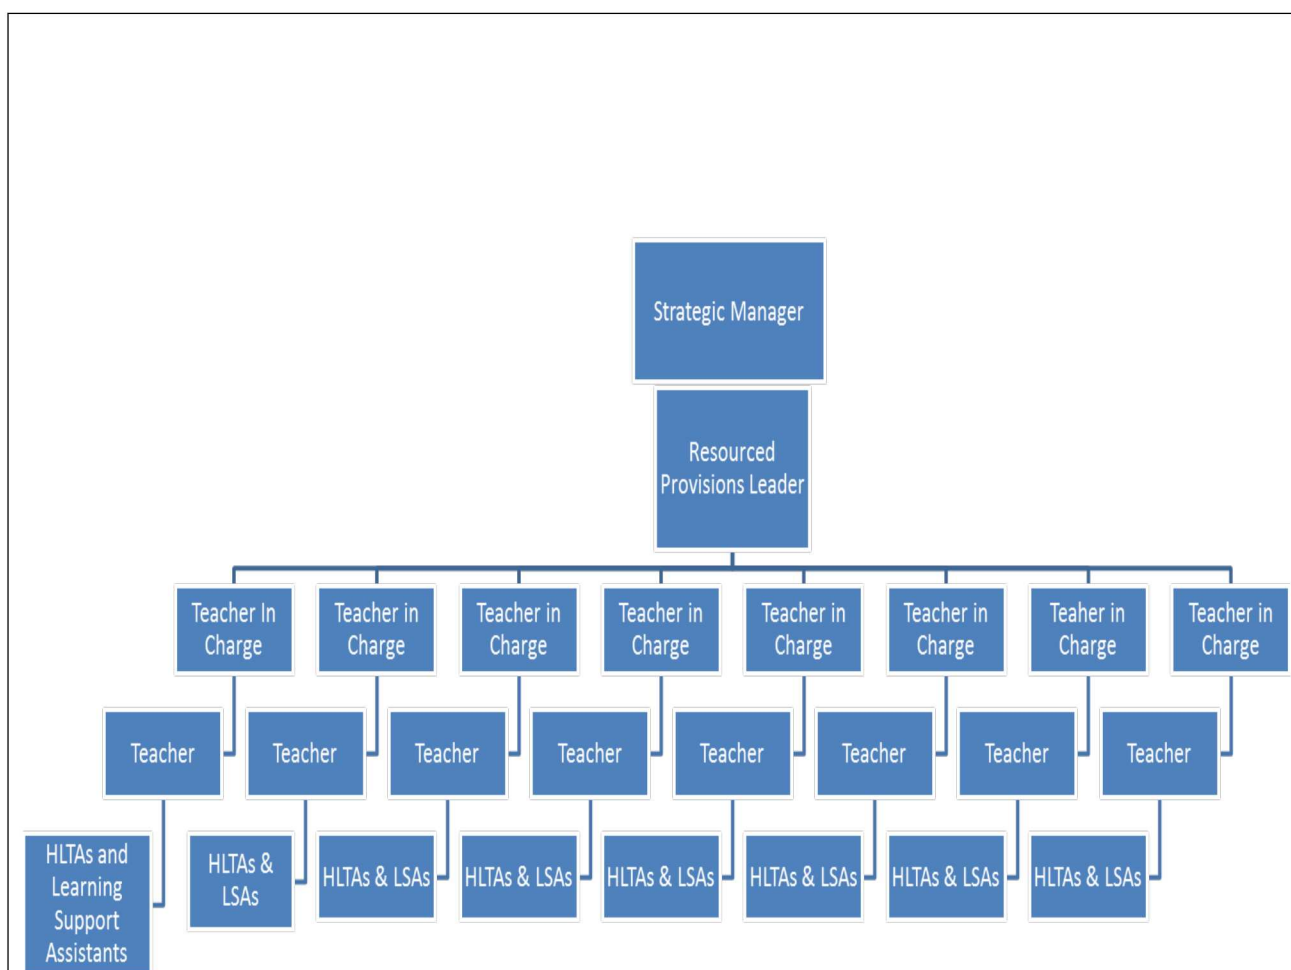 Strategic Manager
Resourced
Provisions Leader
Teacher In
Charge
Teacher in
Charge
Teacher in
Charge
Teacher in
Charge
Teacher in
Charge
Teacher in
Charge
Teaher in
Charge
Teacher in
Charge
Teacher
Teacher
Teacher
Teacher
Teacher
Teacher
Teacher
Teacher
HLTAs and
Learning
Support
Assistants
HLTAs &
LSAs
HLTAs & LSAs
HLTAs & LSAs
HLTAs & LSAs
HLTAs & LSAs
HLTAs & LSAs
HLTAs & LSAs